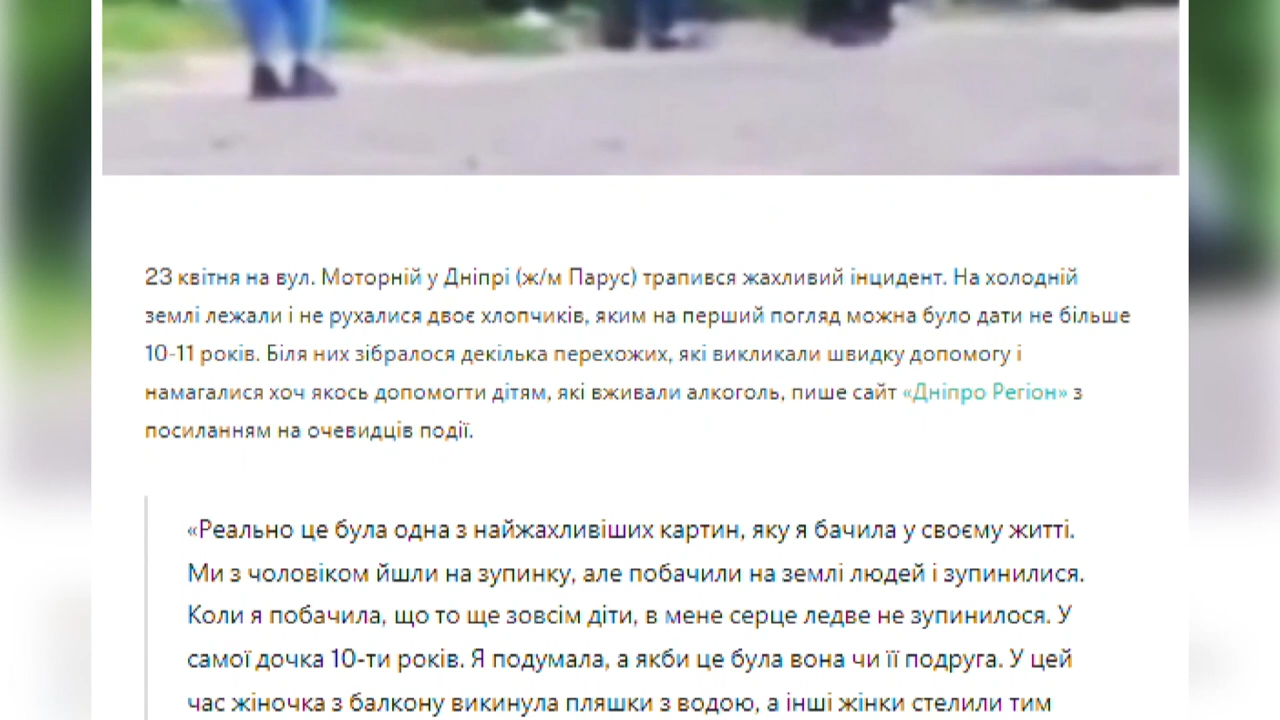 23 квітня на вул. Моторній у Дніпрі (ж/м Парус) трапився жахливий інцидент. На холодній
землі лежали і не рухалися двоє хлопчиків, яким на перший погляд можна було дати не більше
10-11 років. Біля них зібралося декілька перехожих, які викликали швидку допомогу і
намагалися хоч якось допомогти дітям, які вживали алкоголь, пише сайт «Дніпро Регіон» з
посиланням на очевидців події.
«Реально це була одна з найжахливіших картин, яку я бачила у своєму житті.
Ми з чоловіком йшли на зупинку, але побачили на землі людей і зупинилися.
Коли я побачила, що то ще зовсім діти, в мене серце ледве не зупинилося. У
самої дочка 10-ти років. Я подумала, а якби це була вона чи її подруга. У цей
час жіночка з балкону викинула пляшки з водою, а інші жінки стелили тим